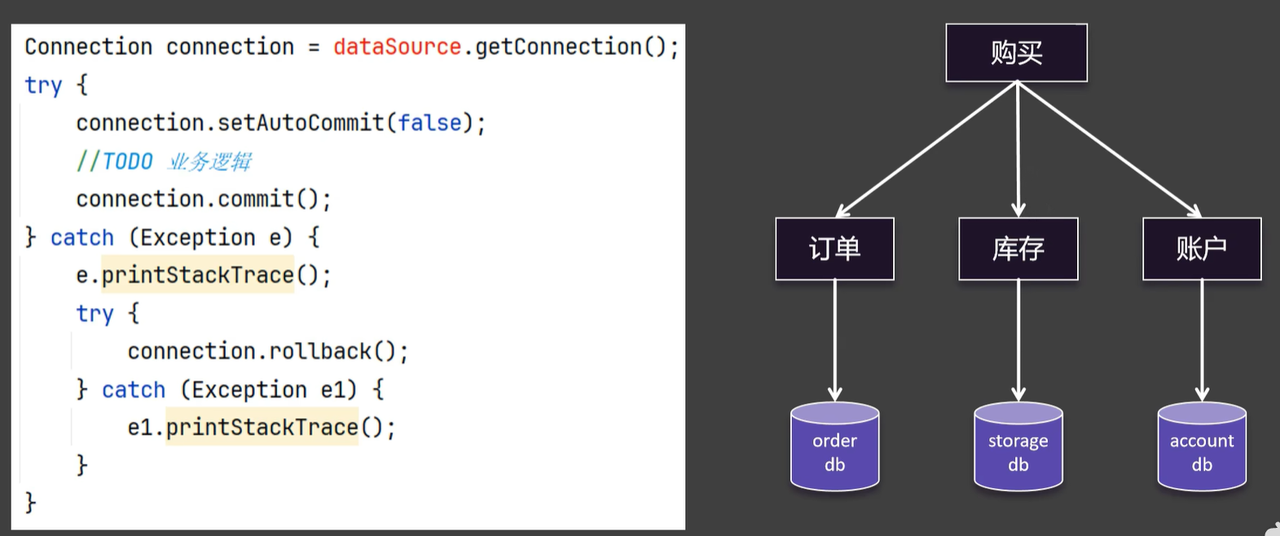 Connection connection = dataSource.getConnection();
try {
connection.setAutoCommit(false);
//TODO 业务逻辑
connection.commit();
} catch (Exception e) {
e.printStackTrace();
try {
connection.rollback();
} catch (Exception e1) {
e1.printStackTrace();
}
}
购买
订单
库存
账户
order
db
storage
db
account
db